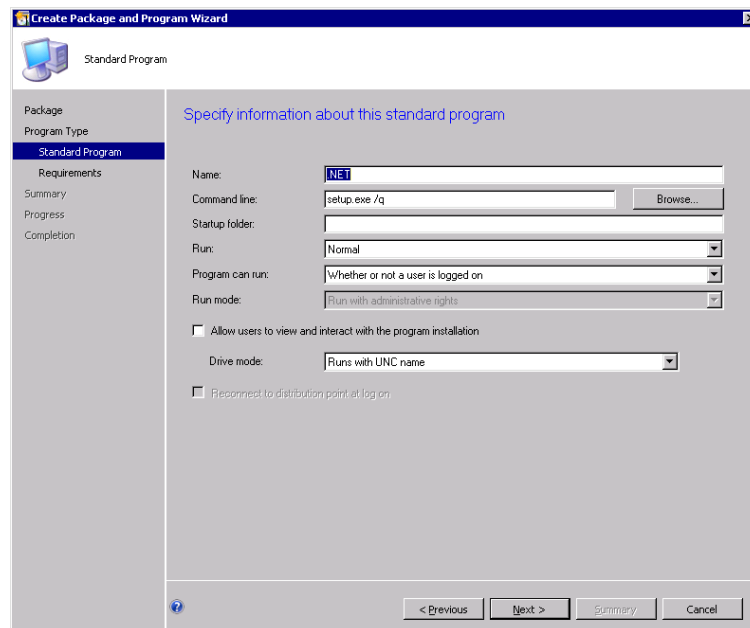 Create Package and Program Wizard
Standard Program
Package
Program Type
Standard Program
Requirements
Summary
Progress
Completion
Specify information about this standard program
Name: .NET
Command line: setup.exe /q Browse...
Startup folder:
Run: Normal
Program can run: Whether or not a user is logged on
Run mode: Run with administrative rights
Allow users to view and interact with the program installation
Drive mode: Runs with UNC name
Reconnect to distribution point at log on
< Previous Next > Summary Cancel